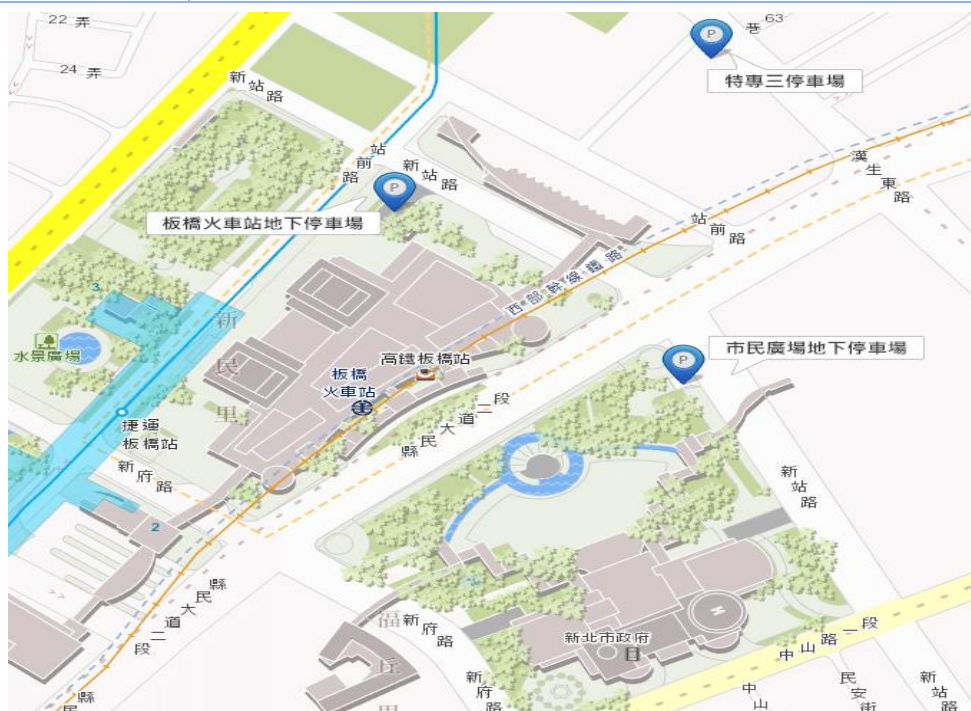 22 弄
24 弄
新站路
63
巷
P
特專三停車場
站前路
新站路
P
板橋火車站地下停車場
漢生東路
站前路
西部幹線鐵路
3
水景廣場
新民里
高鐵板橋站
板橋
火車站
P
市民廣場地下停車場
捷運
板橋站
縣民大道二段
新府路
新站路
2
縣民大道二段
福丘里
新府路
新北市政府
H
中山路一段
縣民
新府路
中山
民安街
新站路